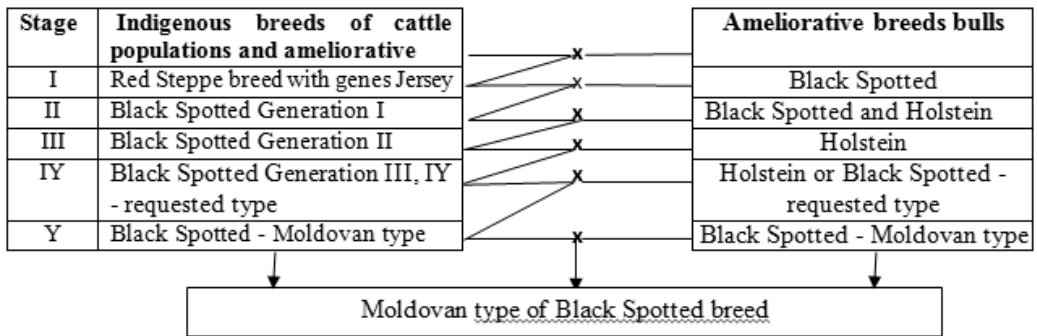 Stage Indigenous breeds of cattle populations and ameliorative Ameliorative breeds bulls
x
I Red Steppe breed with genes Jersey x Black Spotted
II Black Spotted Generation I x Black Spotted and Holstein
III Black Spotted Generation II x Holstein
IY Black Spotted Generation III, IY - requested type x Holstein or Black Spotted - requested type
Y Black Spotted - Moldovan type x Black Spotted - Moldovan type
Moldovan type of Black Spotted breed